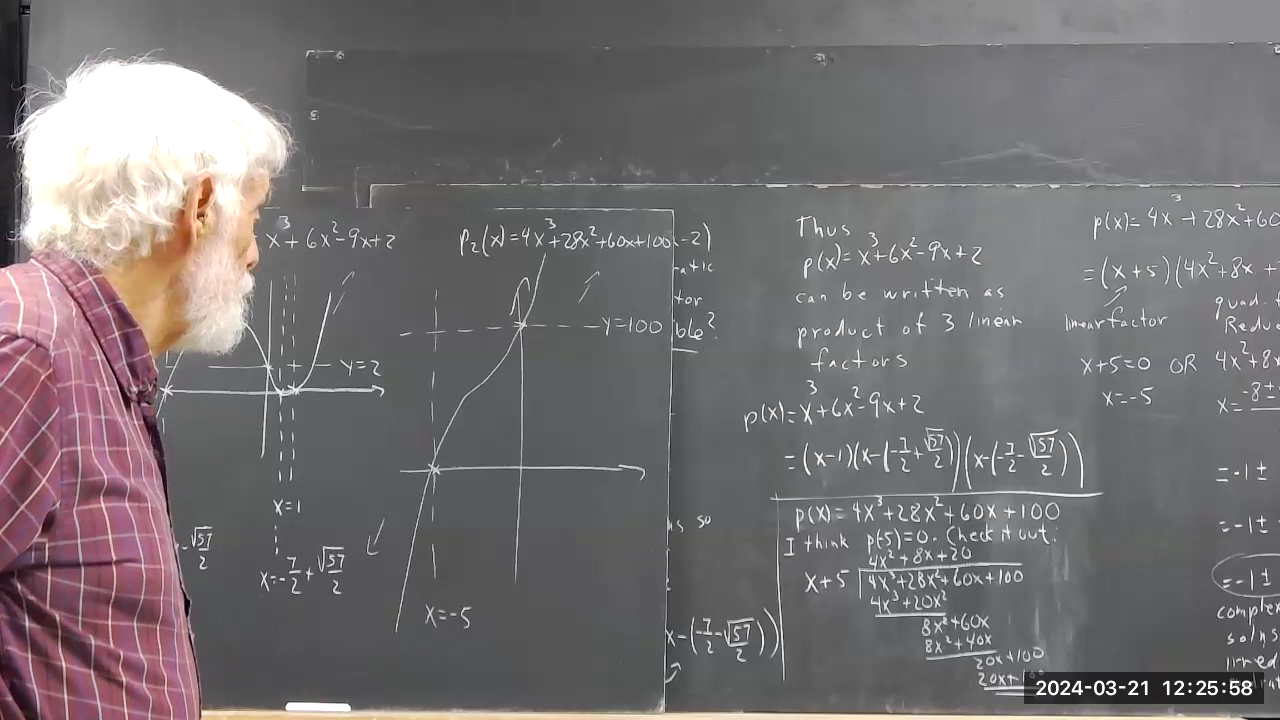 x³+6x²-9x+2
y=2
x=1
√57/2
x=-7/2+√57/2
P₂(x)=4x³+28x²+60x+100
y=100
x=-5
-2)
ble?
so
x-(-7/2-√57/2))
Thus
p(x)=x³+6x²-9x+2
can be written as
product of 3 linear
factors
p(x)=x³+6x²-9x+2
=(x-1)(x-(-7/2+√57/2))(x-(-7/2-√57/2))
p(x)=4x³+28x²+60x+100
I think p(-5)=0. Check it out:
4x²+8x+20
x+5 4x³+28x²+60x+100
4x³+20x²
8x²+60x
8x²+40x
20x+100
20x+1
p(x)=4x³+28x²+60
=(x+5)(4x²+8x+
linear factor
quad.
Reduc
x+5=0 OR 4x²+8x
x=-5
x=-8±
=-1±
=-1±
=-1±
complex
solns
2024-03-21 12:25:58